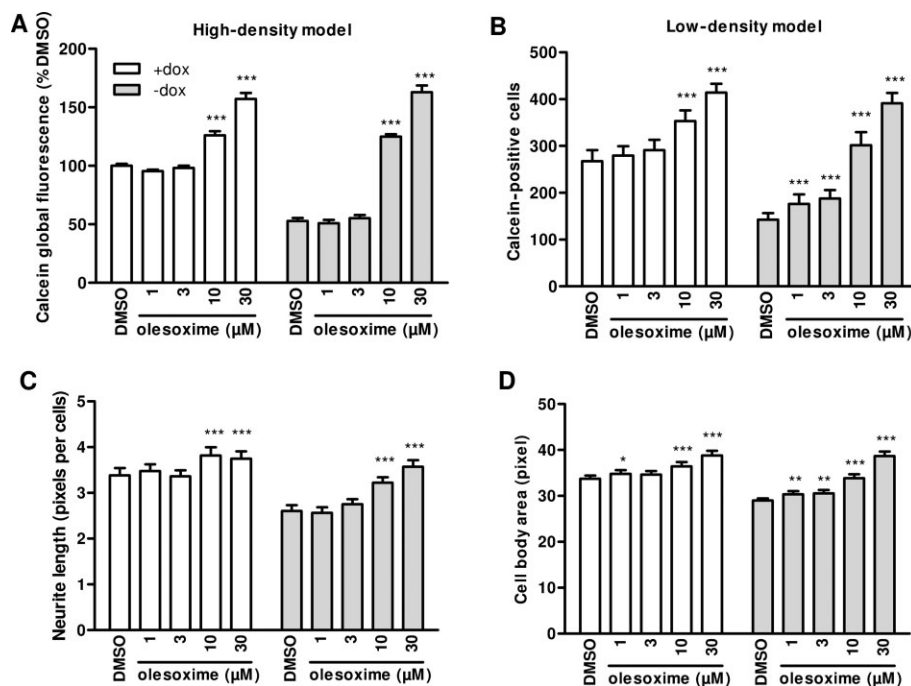 A
High-density model
Calcein global fluorescence (% DMSO)
200
150
100
50
0
+dox
-dox
***
***
***
***
DMSO
1
3
10
30
olesoxime (µM)
DMSO
1
3
10
30
olesoxime (µM)
B
Low-density model
Calcein-positive cells
500
400
300
200
100
0
***
***
***
***
***
***
DMSO
1
3
10
30
olesoxime (µM)
DMSO
1
3
10
30
olesoxime (µM)
C
Neurite length (pixels per cells)
5
4
3
2
1
0
***
***
***
***
DMSO
1
3
10
30
olesoxime (µM)
DMSO
1
3
10
30
olesoxime (µM)
D
Cell body area (pixel)
50
40
30
20
10
0
*
***
***
**
**
***
***
DMSO
1
3
10
30
olesoxime (µM)
DMSO
1
3
10
30
olesoxime (µM)